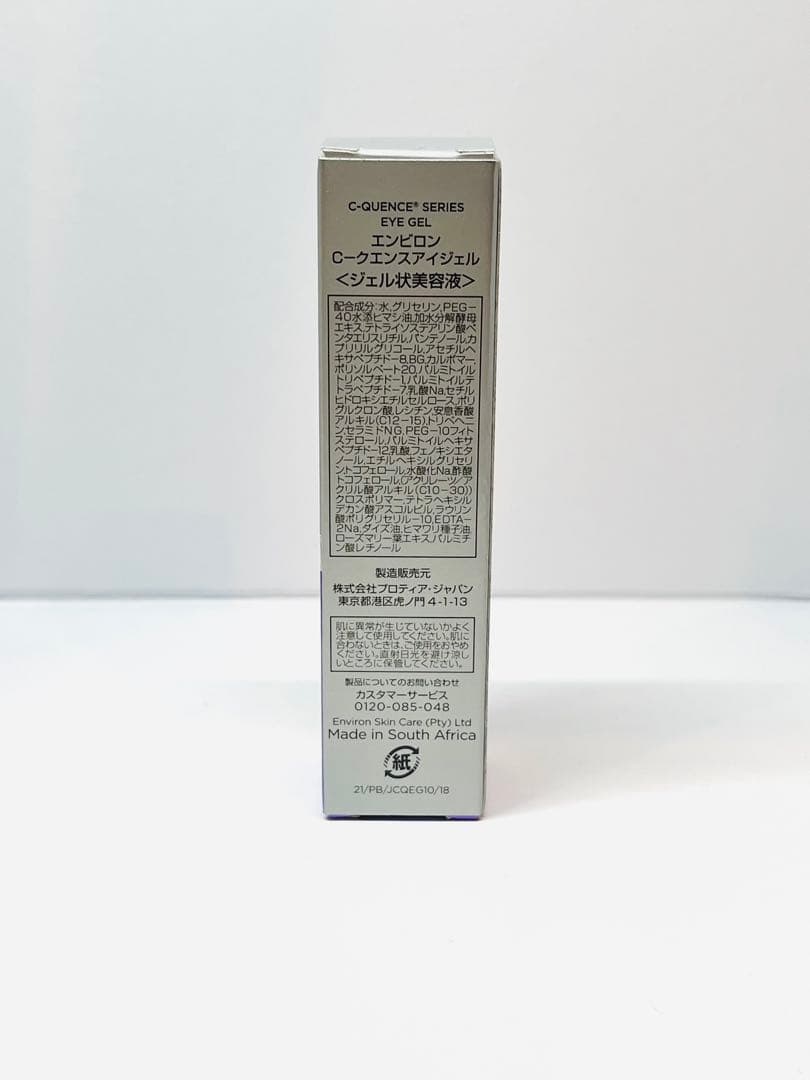 C-QUENCE® SERIES
EYE GEL
エンビロン
C－クエンスアイジェル
＜ジェル状美容液＞
配合成分:水,グリセリン,PEG－
40水添ヒマシ油,加水分解酵母
エキス,テトライソステアリン酸ペ
ンタエリスリチル,パンテノール,カ
プリリルグリコール,アセチルヘ
キサペプチド－8,BG,カルボマー,
ポリソルベート20,パルミトイル
トリペプチド－1,パルミトイルテ
トラペプチド－7,乳酸Na,セチル
ヒドロキシエチルセルロース,ポリ
グルクロン酸,レシチン,安息香酸
アルキル(C12－15),トリベヘニ
ン,セラミドNG,PEG－10フィト
ステロール,パルミトイルヘキサ
ペプチド－12,乳酸,フェノキシエタ
ノール,エチルヘキシルグリセリ
ン,トコフェロール,水酸化Na,酢酸
トコフェロール,(アクリレーツ/ア
クリル酸アルキル(C10－30))
クロスポリマー,テトラヘキシル
デカン酸アスコルビル,ラウリン
酸ポリグリセリル－10,EDTA－
2Na,ダイズ油,ヒマワリ種子油,
ローズマリー葉エキス,パルミチ
ン酸レチノール
製造販売元
株式会社プロティア・ジャパン
東京都港区虎ノ門 4-1-13
肌に異常が生じていないかよく
注意して使用してください。肌に
合わないときは、ご使用をおやめ
ください。直射日光を避け涼し
いところに保管してください。
製品についてのお問い合わせ
カスタマーサービス
0120-085-048
Environ Skin Care (Pty) Ltd
Made in South Africa
紙
21/PB/JCQEG10/18